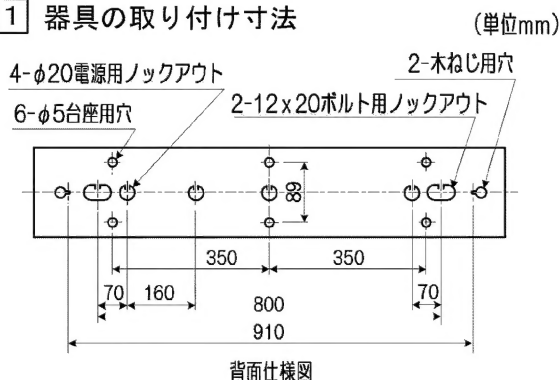 1 器具の取り付け寸法 (単位mm)
4-φ20電源用ノックアウト
2-木ねじ用穴
6-φ5台座用穴
2-12x20ボルト用ノックアウト
89
350 350
70 160 70
800
910
背面仕様図